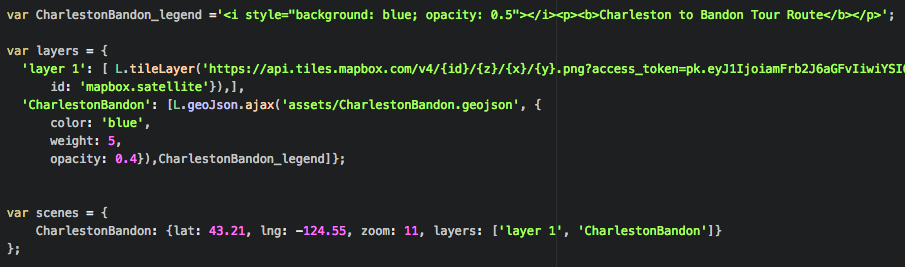 var CharlestonBandon_legend ='<i style="background: blue; opacity: 0.5"></i><p><b>Charleston to Bandon Tour Route</b></p>';
var layers = {
'layer 1': [ L.tileLayer('https://api.tiles.mapbox.com/v4/{id}/{z}/{x}/{y}.png?access_token=pk.eyJ1IjoiamFrb2J6aGFvIiwiYSI6
id: 'mapbox.satellite'}),],
'CharlestonBandon': [L.geoJson.ajax('assets/CharlestonBandon.geojson', {
color: 'blue',
weight: 5,
opacity: 0.4}),CharlestonBandon_legend]};
var scenes = {
CharlestonBandon: {lat: 43.21, lng: -124.55, zoom: 11, layers: ['layer 1', 'CharlestonBandon']}
};